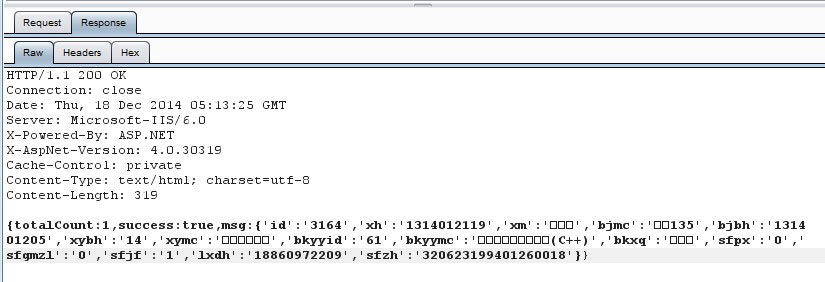 Request Response
Raw Headers Hex
HTTP/1.1 200 OK
Connection: close
Date: Thu, 18 Dec 2014 05:13:25 GMT
Server: Microsoft-IIS/6.0
X-Powered-By: ASP.NET
X-AspNet-Version: 4.0.30319
Cache-Control: private
Content-Type: text/html; charset=utf-8
Content-Length: 319
{totalCount:1,success:true,msg:{'id':'3164','xh':'1314012119','xm':'□□□','bjmc':'□□135','bjbh':'1314
01205','xybh':'14','xymc':'□□□□□□','bkyyid':'61','bkyymc':'□□□□□□□□□(C++)','bkxq':'□□□','sfpx':'0','
sfgmzl':'0','sfjf':'1','lxdh':'18860972209','sfzh':'320623199401260018'}}